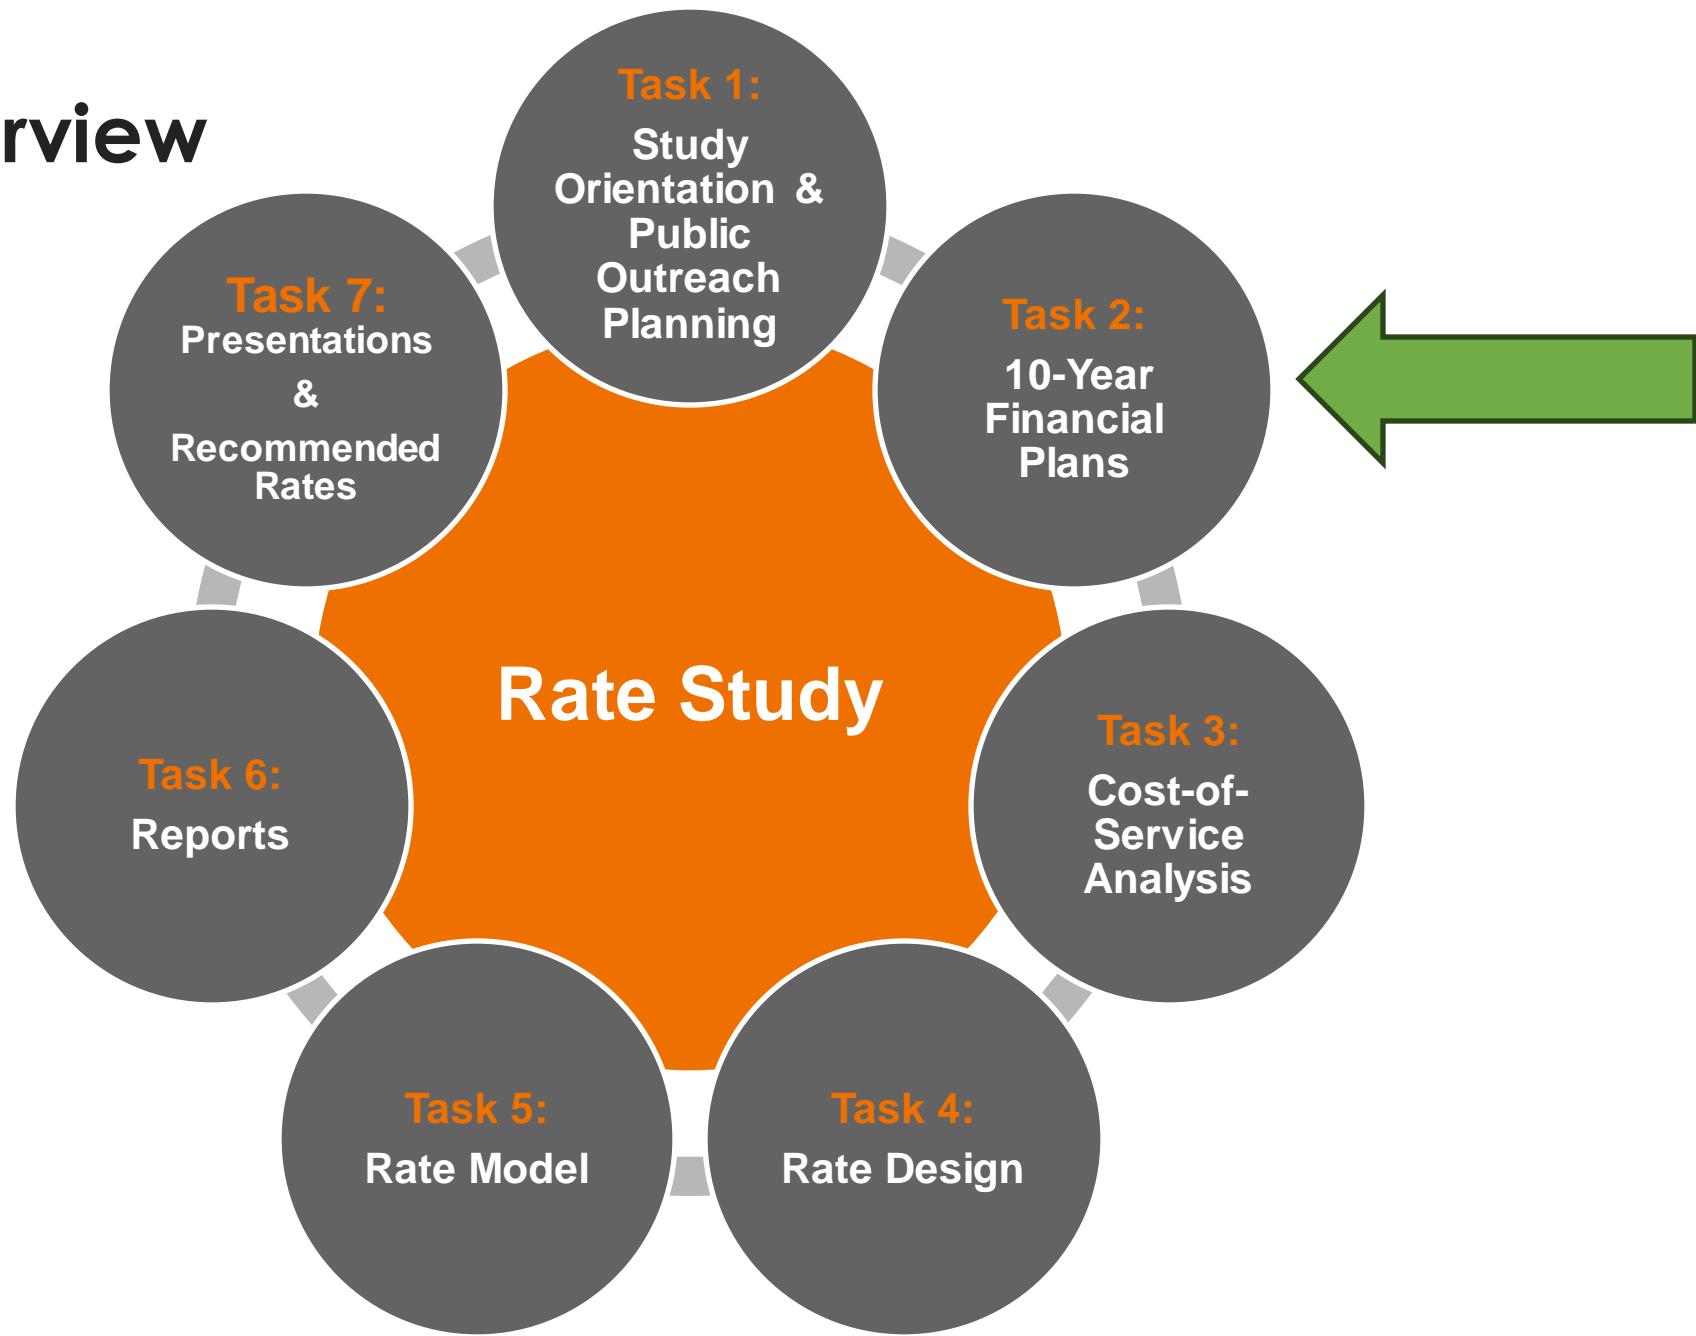 rview
Task 1:
Study
Orientation &
Public
Outreach
Planning
Task 2:
10-Year
Financial
Plans
Task 3:
Cost-of-
Service
Analysis
Task 4:
Rate Design
Task 5:
Rate Model
Task 6:
Reports
Task 7:
Presentations
&
Recommended
Rates
Rate Study